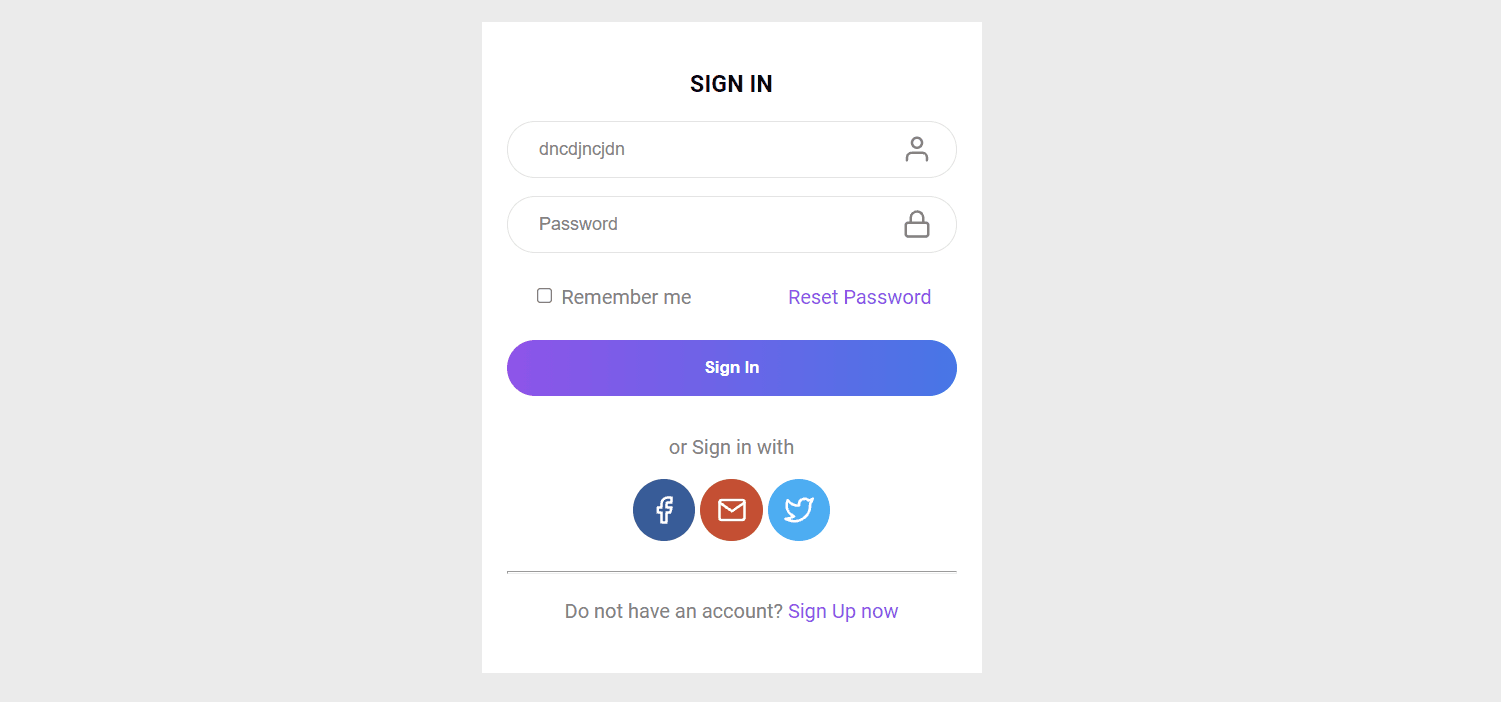 SIGN IN
dncdjncjdn
Password
Remember me Reset Password
Sign In
or Sign in with
Do not have an account? Sign Up now